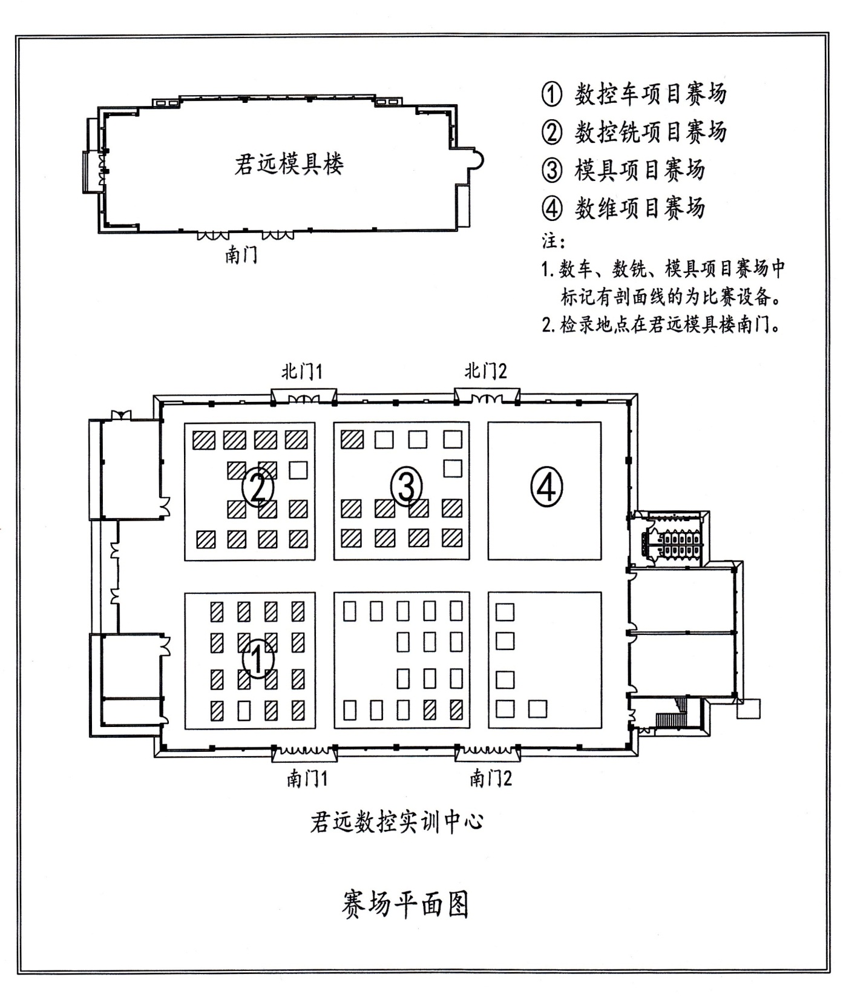 ① 数控车项目赛场
② 数控铣项目赛场
③ 模具项目赛场
④ 数维项目赛场
注：
1. 数车、数铣、模具项目赛场中
标记有剖面线的为比赛设备。
2. 检录地点在君远模具楼南门。
君远模具楼
南门
北门1
北门2
②
③
④
①
南门1
南门2
君远数控实训中心
赛场平面图